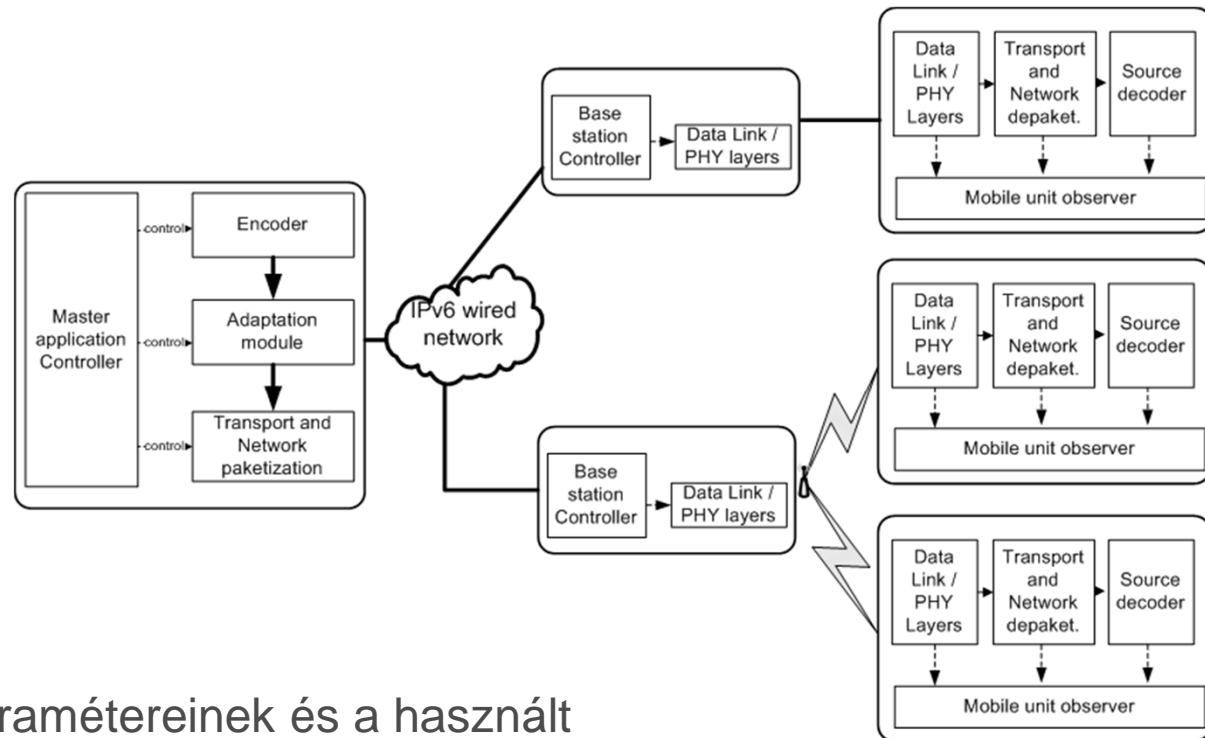 Master
application
Controller
control
Encoder
control
Adaptation
module
control
Transport and
Network
paketization
IPv6 wired
network
Base
station
Controller
Data Link /
PHY layers
Base
station
Controller
Data Link /
PHY layers
Data
Link /
PHY
Layers
Transport
and
Network
depaket.
Source
decoder
Mobile unit observer
Data
Link /
PHY
Layers
Transport
and
Network
depaket.
Source
decoder
Mobile unit observer
Data
Link /
PHY
Layers
Transport
and
Network
depaket.
Source
decoder
Mobile unit observer
ramétereinek és a használt